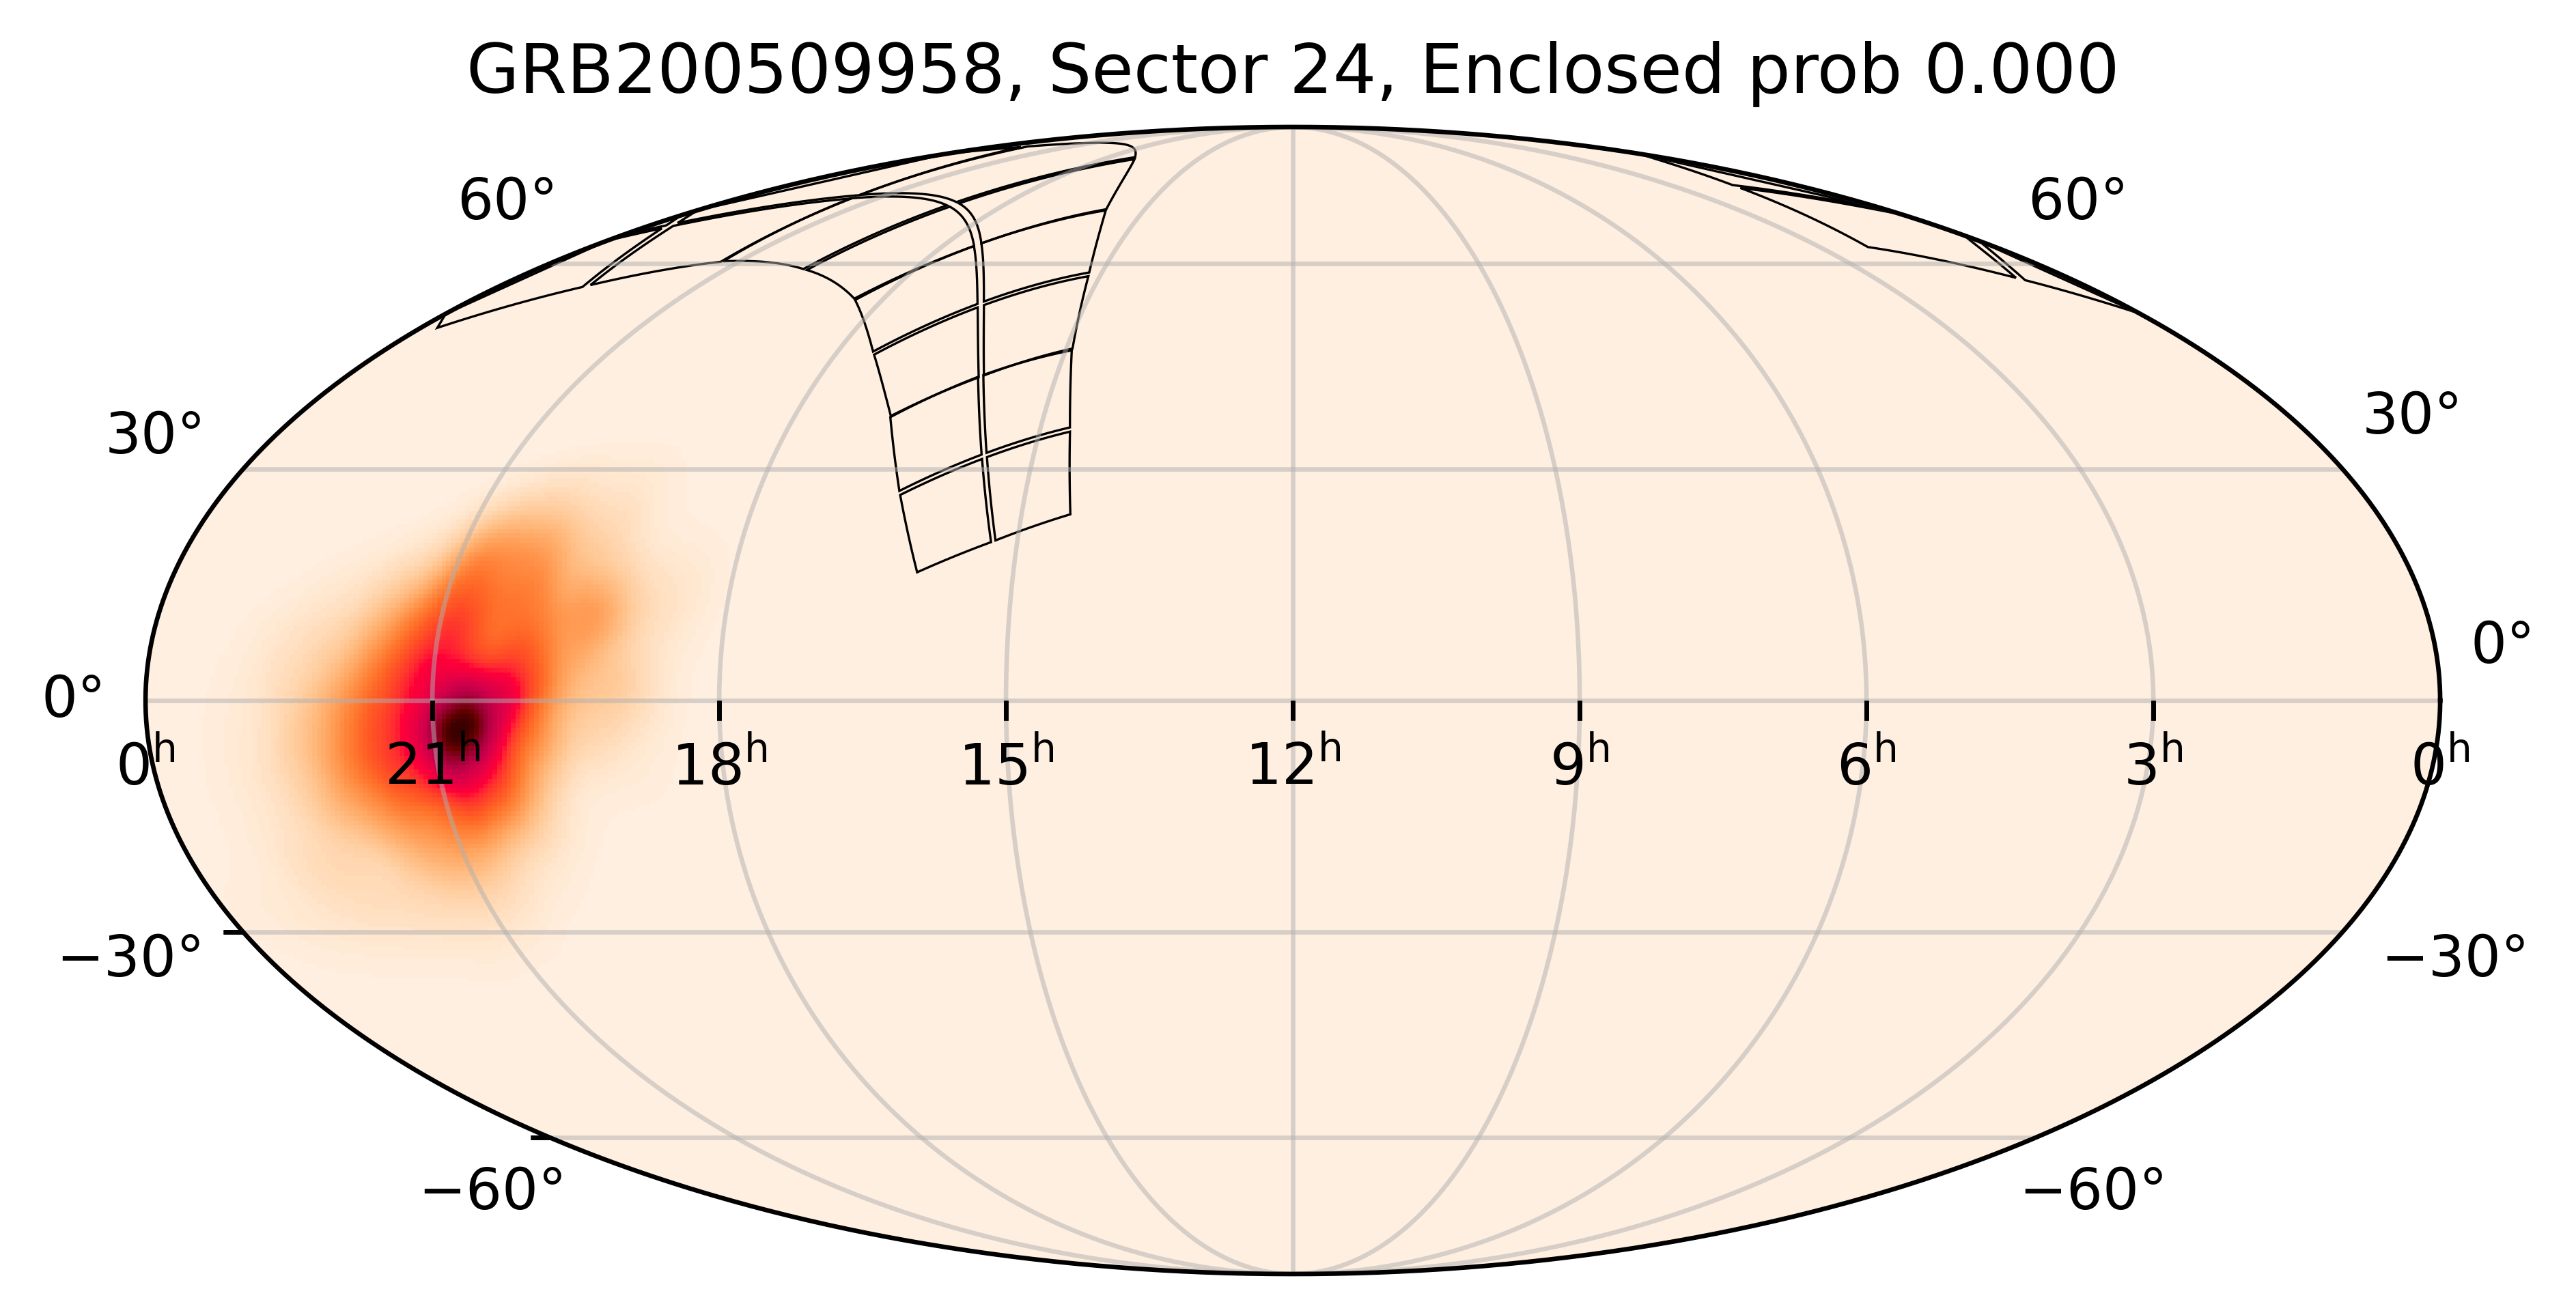 GRB200509958, Sector 24, Enclosed prob 0.000
60° 60°
30° 30°
0° 0°
0h 21h 18h 15h 12h 9h 6h 3h 0h
−30° −30°
−60° −60°